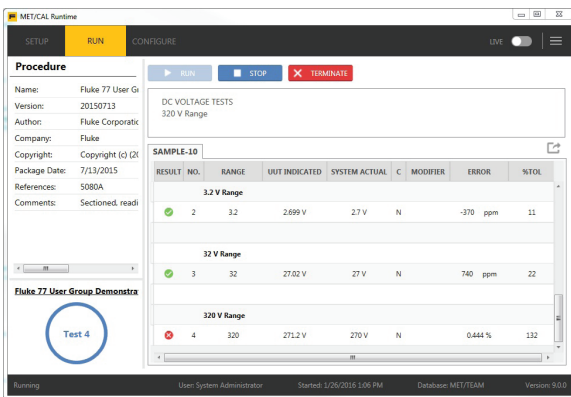 MET/CAL Runtime
SETUP RUN CONFIGURE LIVE
Procedure
Name: Fluke 77 User Gr
Version: 20150713
Author: Fluke Corporatic
Company: Fluke
Copyright: Copyright (c) (20
Package Date: 7/13/2015
References: 5080A
Comments: Sectioned, readi
Fluke 77 User Group Demonstra
Test 4
RUN STOP TERMINATE
DC VOLTAGE TESTS
320 V Range
SAMPLE-10
RESULT NO. RANGE UUT INDICATED SYSTEM ACTUAL C MODIFIER ERROR %TOL
3.2 V Range
2 3.2 2.699 V 2.7 V N -370 ppm 11
32 V Range
3 32 27.02 V 27 V N 740 ppm 22
320 V Range
4 320 271.2 V 270 V N 0.444 % 132
Running User: System Administrator Started: 1/26/2016 1:06 PM Database: MET/TEAM Version: 9.0.0